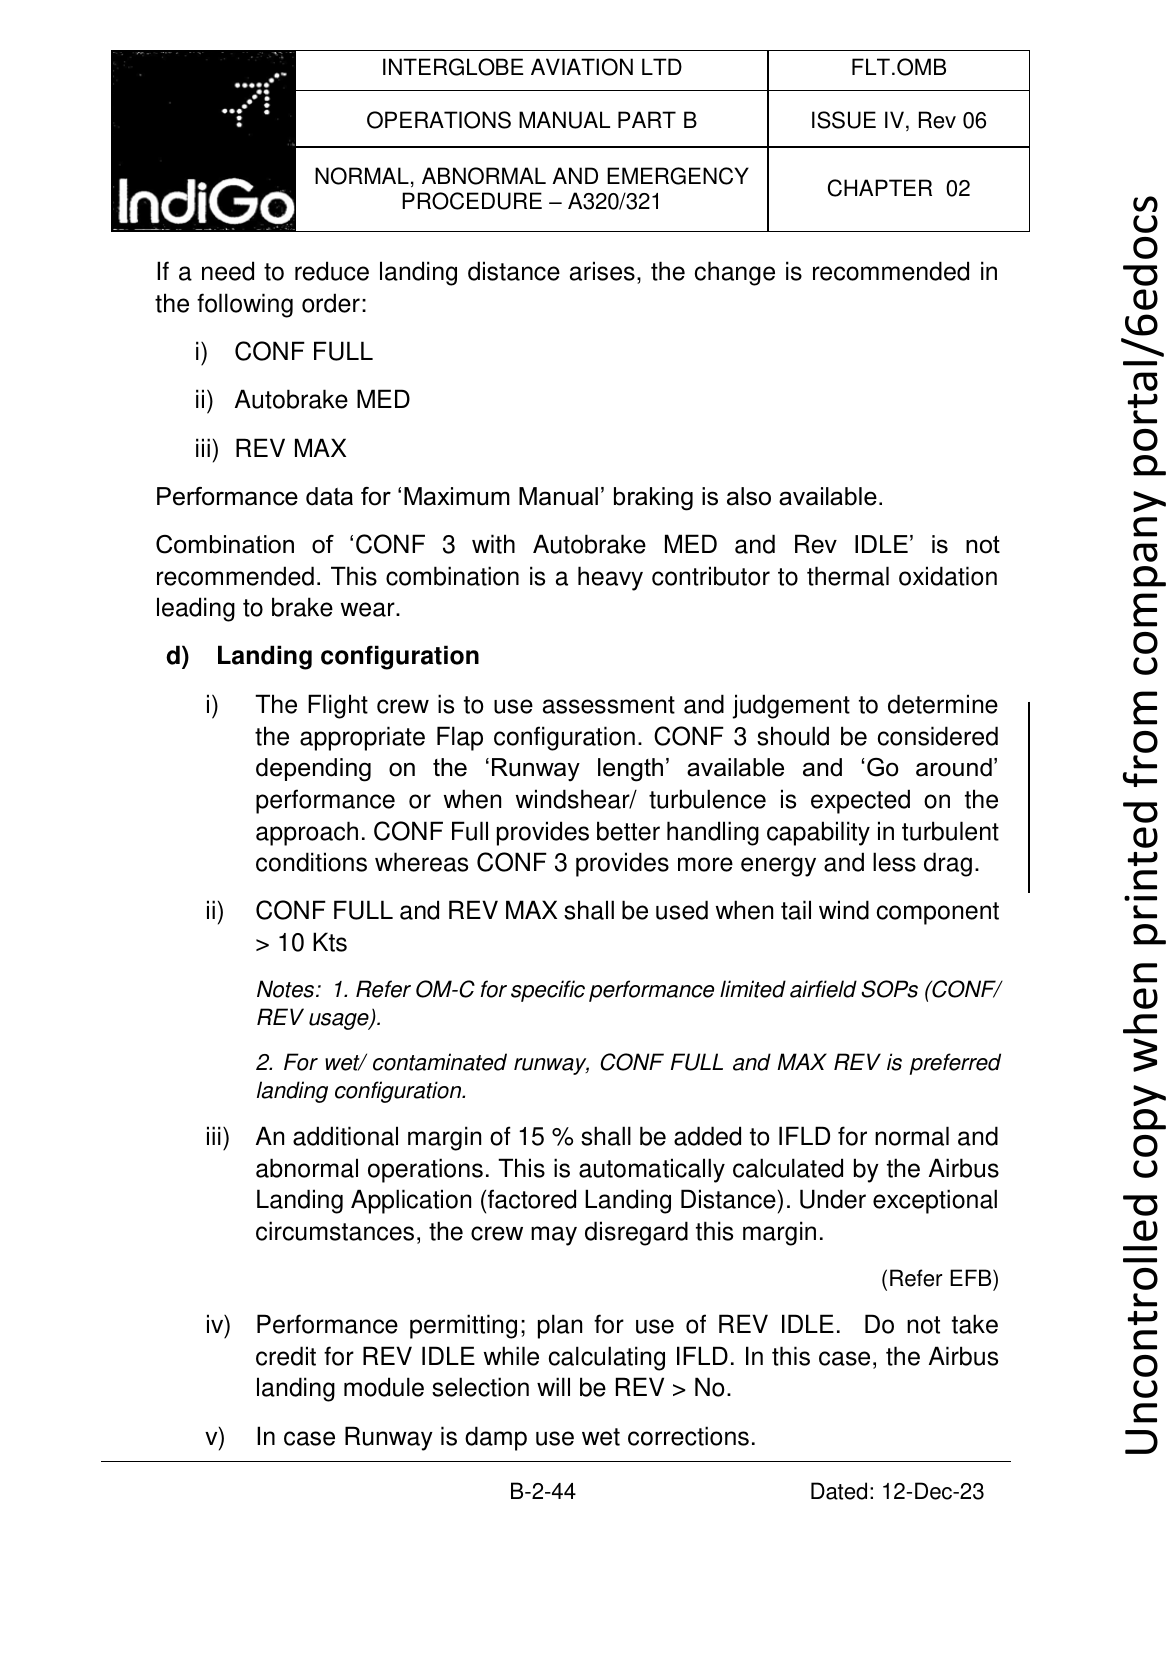 INTERGLOBE AVIATION LTD
FLT.OMB
OPERATIONS MANUAL PART B
ISSUE IV, Rev 06
IndiGo
NORMAL, ABNORMAL AND EMERGENCY
PROCEDURE – A320/321
CHAPTER 02
If a need to reduce landing distance arises, the change is recommended in
the following order:
i) CONF FULL
ii) Autobrake MED
iii) REV MAX
Performance data for ‘Maximum Manual’ braking is also available.
Combination of ‘CONF 3 with Autobrake MED and Rev IDLE’ is not
recommended. This combination is a heavy contributor to thermal oxidation
leading to brake wear.
d) Landing configuration
i) The Flight crew is to use assessment and judgement to determine
the appropriate Flap configuration. CONF 3 should be considered
depending on the ‘Runway length’ available and ‘Go around’
performance or when windshear/ turbulence is expected on the
approach. CONF Full provides better handling capability in turbulent
conditions whereas CONF 3 provides more energy and less drag.
ii) CONF FULL and REV MAX shall be used when tail wind component
> 10 Kts
Notes: 1. Refer OM-C for specific performance limited airfield SOPs (CONF/
REV usage).
2. For wet/ contaminated runway, CONF FULL and MAX REV is preferred
landing configuration.
iii) An additional margin of 15 % shall be added to IFLD for normal and
abnormal operations. This is automatically calculated by the Airbus
Landing Application (factored Landing Distance). Under exceptional
circumstances, the crew may disregard this margin.
(Refer EFB)
iv) Performance permitting; plan for use of REV IDLE. Do not take
credit for REV IDLE while calculating IFLD. In this case, the Airbus
landing module selection will be REV > No.
v) In case Runway is damp use wet corrections.
B-2-44
Dated: 12-Dec-23
Uncontrolled copy when printed from company portal/6edocs